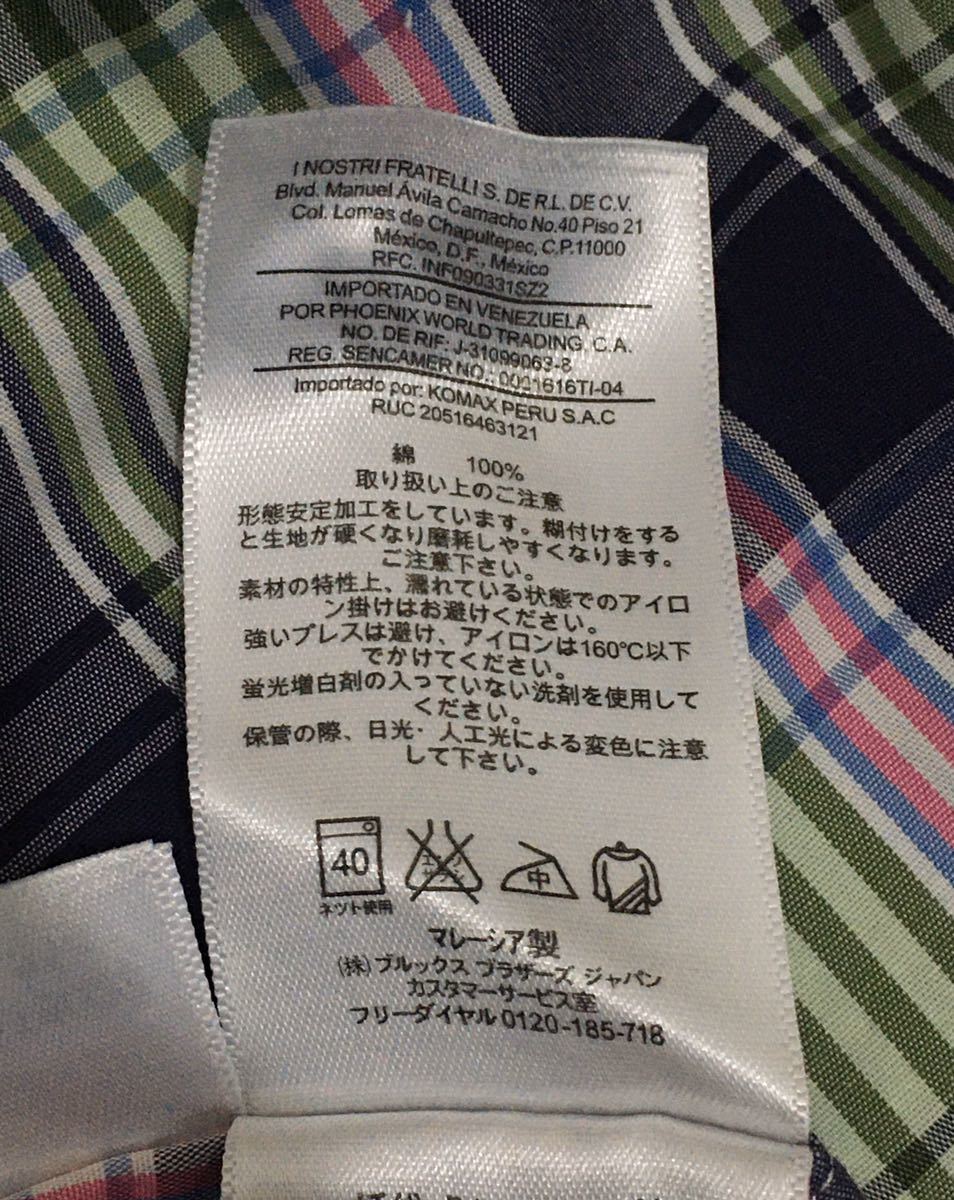 I NOSTRI FRATELLI S. DE R.L. DE C.V.
Blvd. Manuel Ávila Camacho No.40 Piso 21
Col. Lomas de Chapultepec, C.P.11000
México, D.F., México
RFC. INF090331SZ2
IMPORTADO EN VENEZUELA
POR PHOENIX WORLD TRADING, C.A.
NO. DE RIF: J-31099063-8
REG. SENCAMER NO.: 0001616TI-04
Importado por: KOMAX PERU S.A.C
RUC 20516463121
綿 100%
取り扱い上のご注意
形態安定加工をしています。糊付けをする
と生地が硬くなり磨耗しやすくなります。
ご注意下さい。
素材の特性上、濡れている状態でのアイロ
ン掛けはお避けください。
強いプレスは避け、アイロンは160℃以下
でかけてください。
蛍光増白剤の入っていない洗剤を使用して
ください。
保管の際、日光・人工光による変色に注意
して下さい。
40
中
ネット使用
マレーシア製
(株)ブルックス ブラザーズ ジャパン
カスタマーサービス室
フリーダイヤル0120-185-718